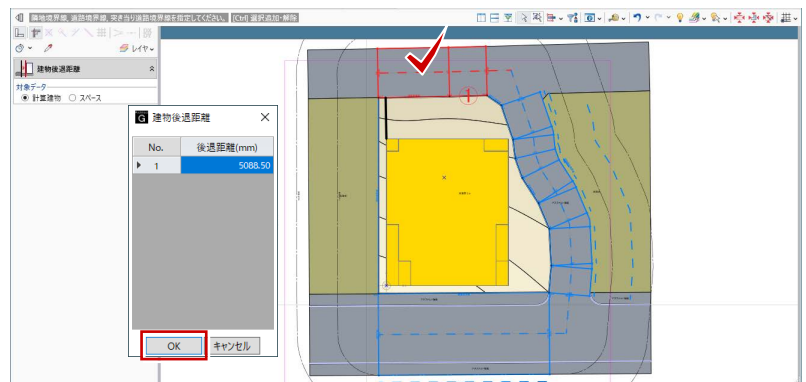 隣地境界線, 道路境界線, 突き当り道路境界線を指定してください。 [Ctrl] 選択追加・解除
レイヤ
建物後退距離
対象データ
計算建物 スペース
G 建物後退距離
No. 後退距離(mm)
1 5088.50
OK キャンセル
①